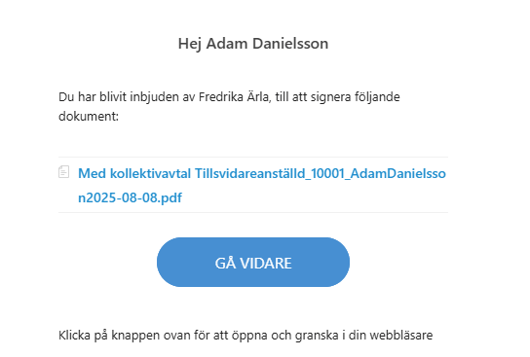 Hej Adam Danielsson
Du har blivit inbjuden av Fredrika Ärla, till att signera följande
dokument:
Med kollektivavtal Tillsvidareanställd_10001_AdamDanielsso
n2025-08-08.pdf
GÅ VIDARE
Klicka på knappen ovan för att öppna och granska i din webbläsare